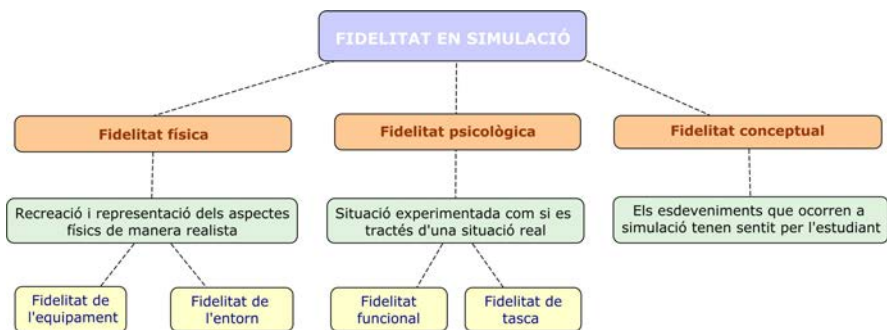 FIDELITAT EN SIMULACIÓ
Fidelitat física
Fidelitat psicològica
Fidelitat conceptual
Recreació i representació dels aspectes
físics de manera realista
Situació experimentada com si es
tractés d'una situació real
Els esdeveniments que ocorren a
simulació tenen sentit per l'estudiant
Fidelitat de
l'equipament
Fidelitat de
l'entorn
Fidelitat
funcional
Fidelitat de
tasca